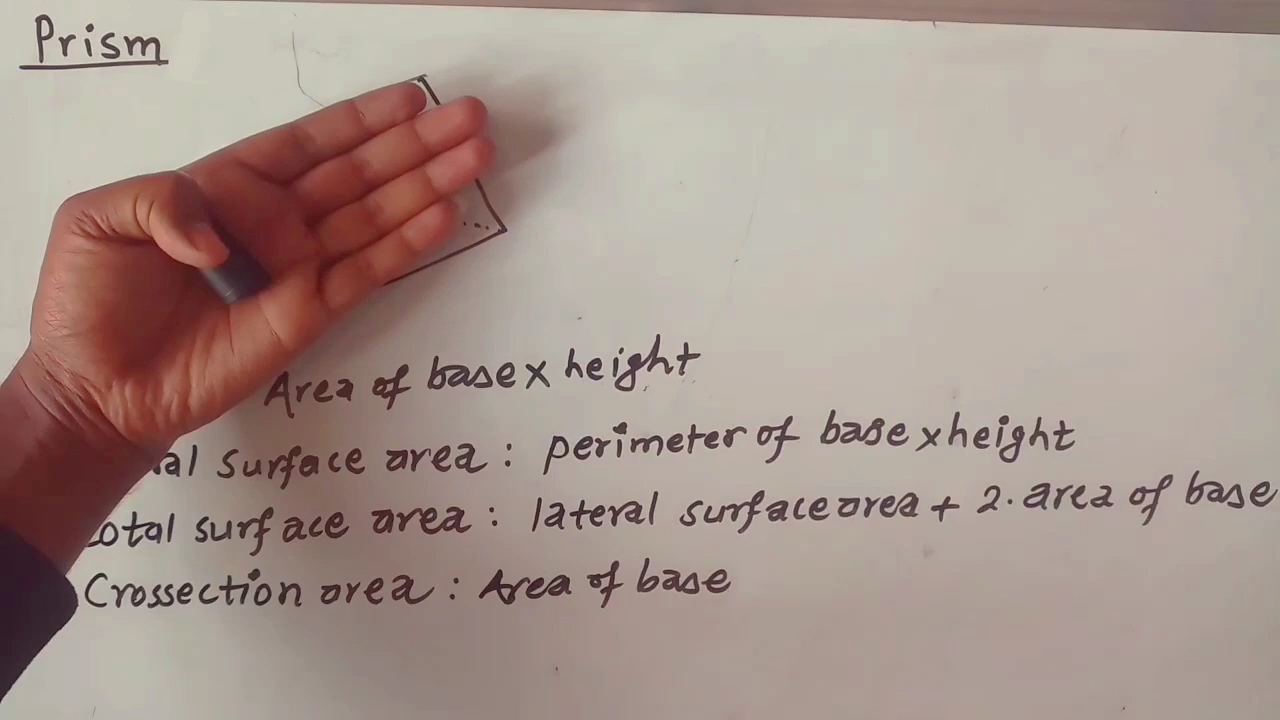 Prism
Area of base x height
surface area : perimeter of base x height
surface area : lateral surface area + 2. area of base
Crossection area : Area of base